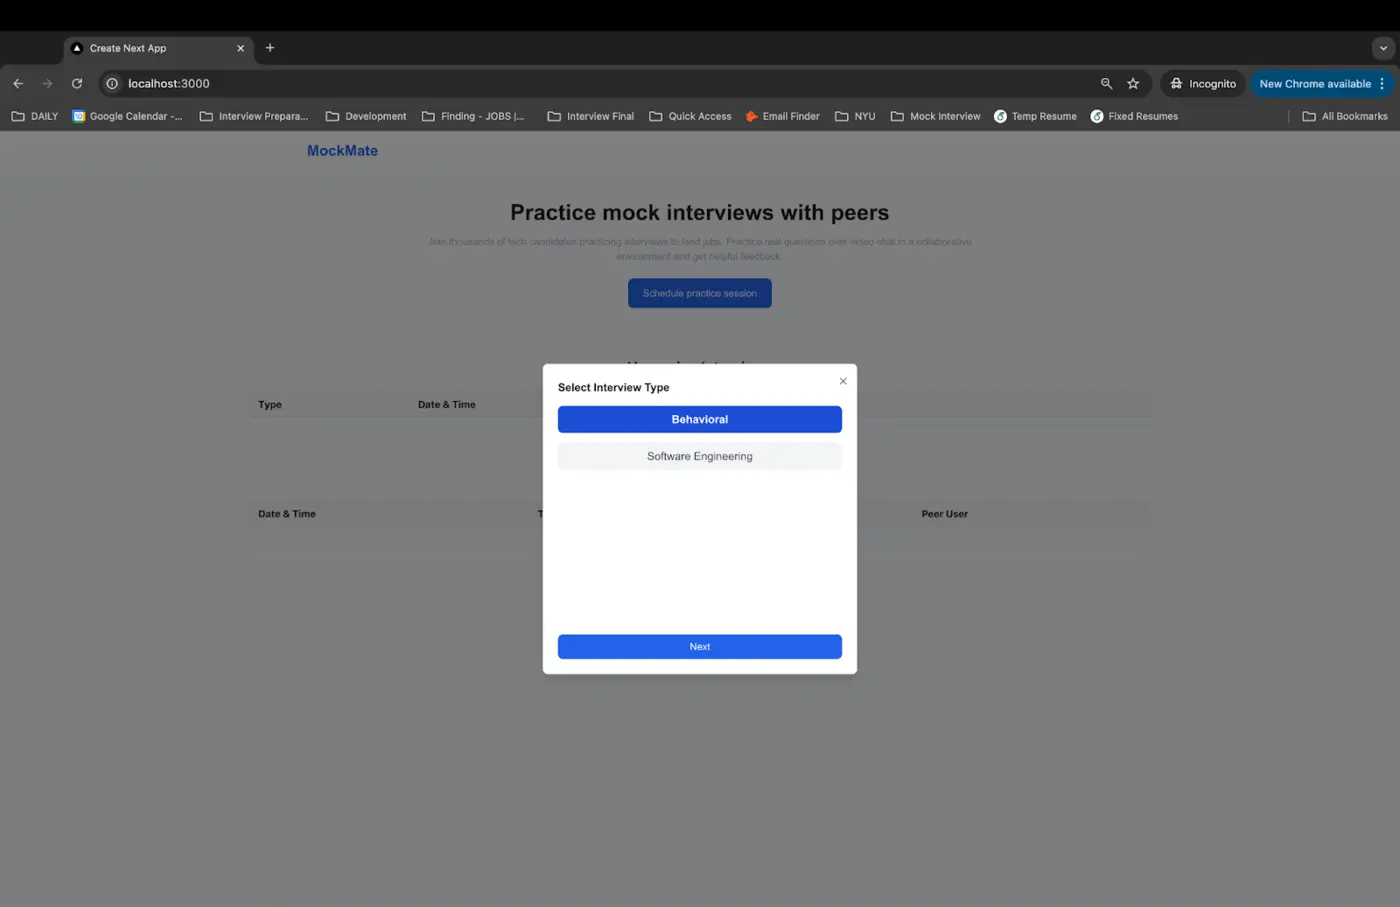 Create Next App
localhost:3000
Incognito
New Chrome available
DAILY Google Calendar -... Interview Prepara... Development Finding - JOBS |... Interview Final Quick Access Email Finder NYU Mock Interview Temp Resume Fixed Resumes All Bookmarks
MockMate
Practice mock interviews with peers
Join thousands of tech candidates practicing interviews to land jobs. Practice real questions over video chat in a collaborative
environment and get helpful feedback.
Schedule practice session
Select Interview Type
Behavioral
Software Engineering
Next
Type Date & Time
Date & Time Peer User